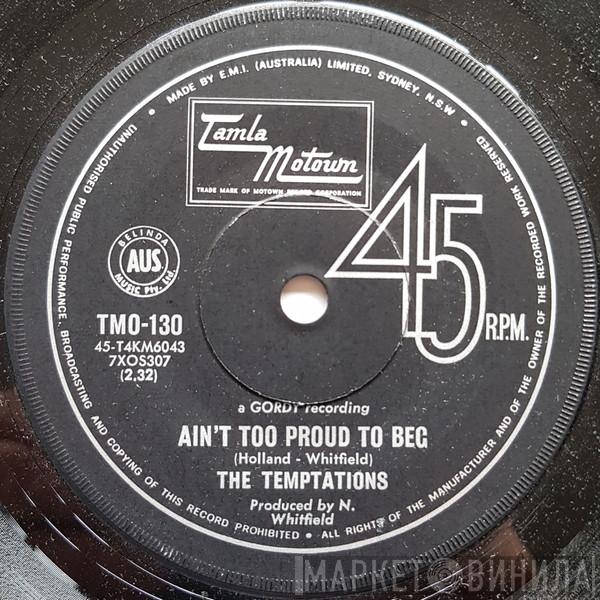 MADE BY E.M.I. (AUSTRALIA) LIMITED, SYDNEY, N.S.W.
Tamla
Motown
TRADE MARK OF MOTOWN RECORD CORPORATION
45
R.P.M.
BELINDA
AUS.
MUSIC Pty. Ltd.
TMO-130
45-T4KM6043
7XOS307
(2.32)
a GORDY recording
AIN'T TOO PROUD TO BEG
(Holland - Whitfield)
THE TEMPTATIONS
Produced by N.
Whitfield
UNAUTHORISED PUBLIC PERFORMANCE, BROADCASTING AND COPYING OF THIS RECORD PROHIBITED • ALL RIGHTS OF THE MANUFACTURER AND OF THE OWNER OF THE RECORDED WORK RESERVED
МАРКЕТ ВИНИЛА